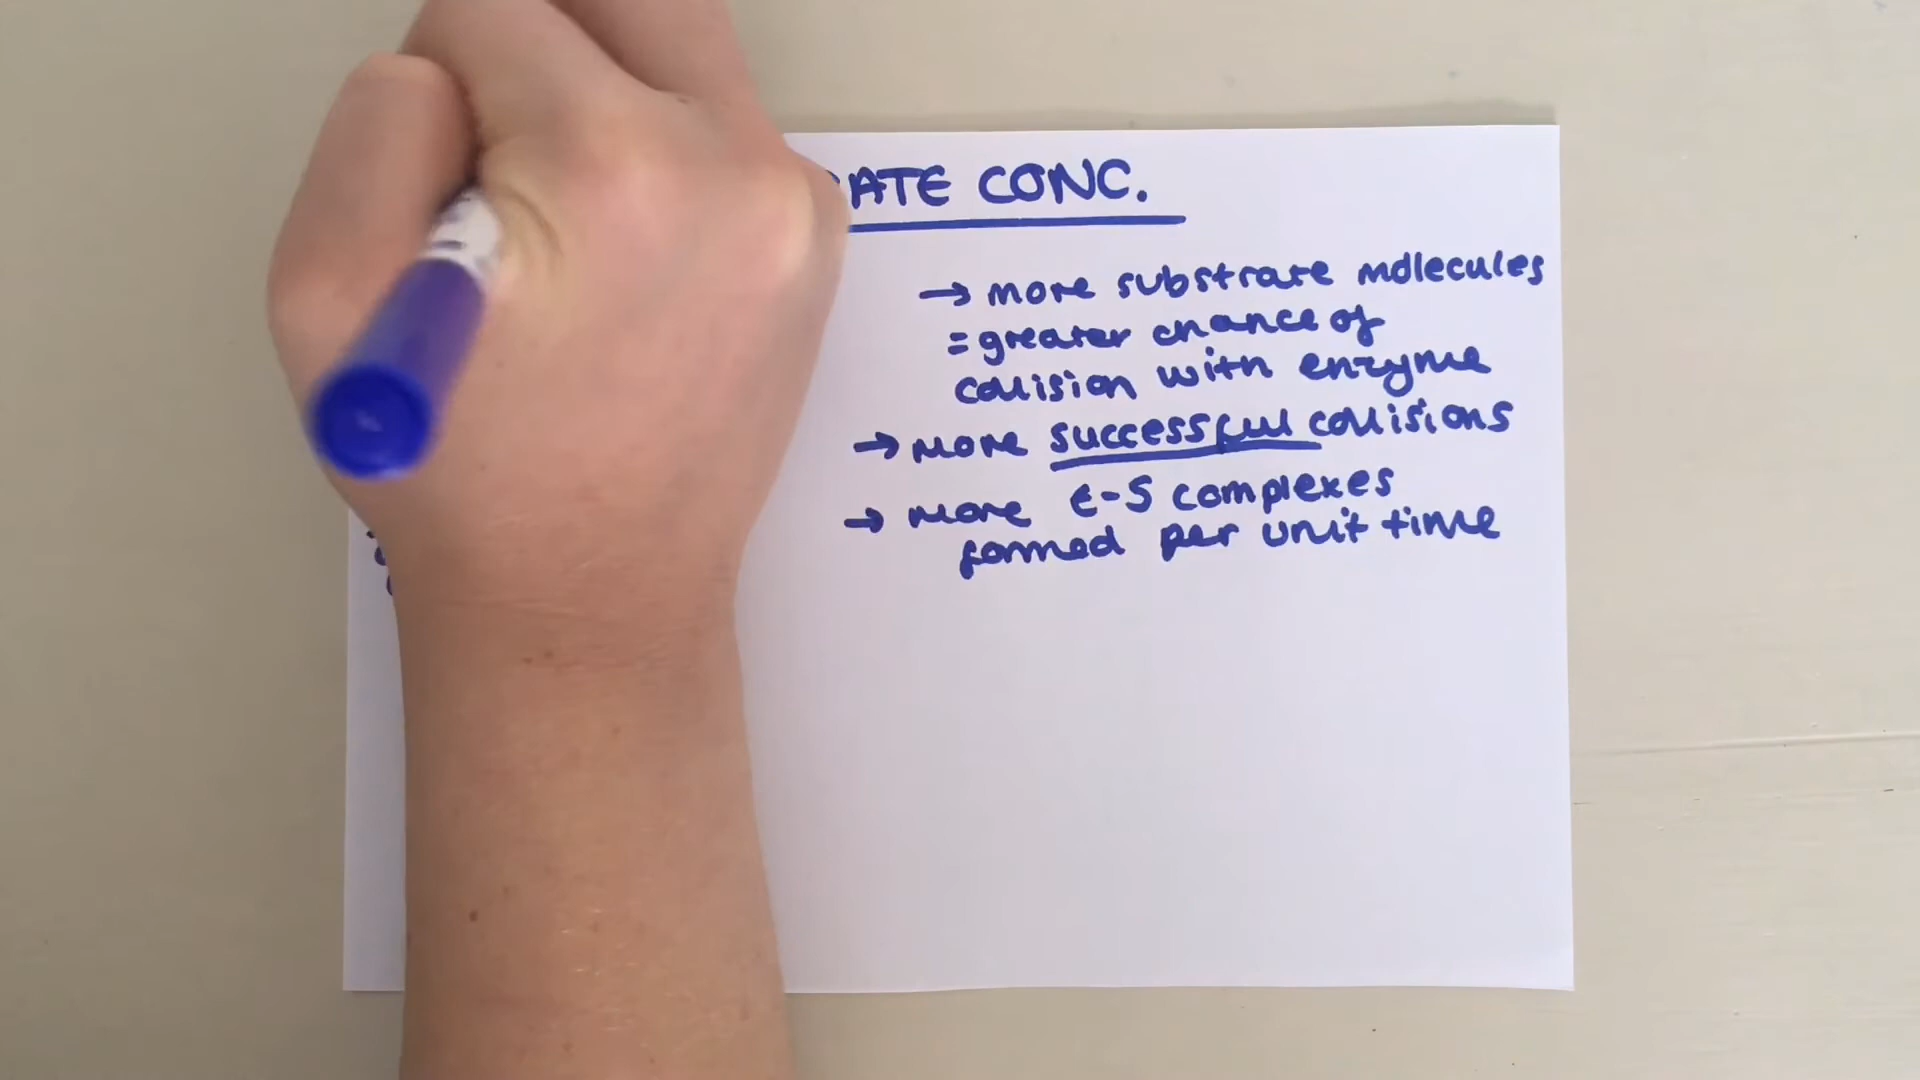 CONC.
→ more substrate molecules
= greater chance of
collision with enzyme
→ more successful collisions
→ more E-S complexes
formed per unit time